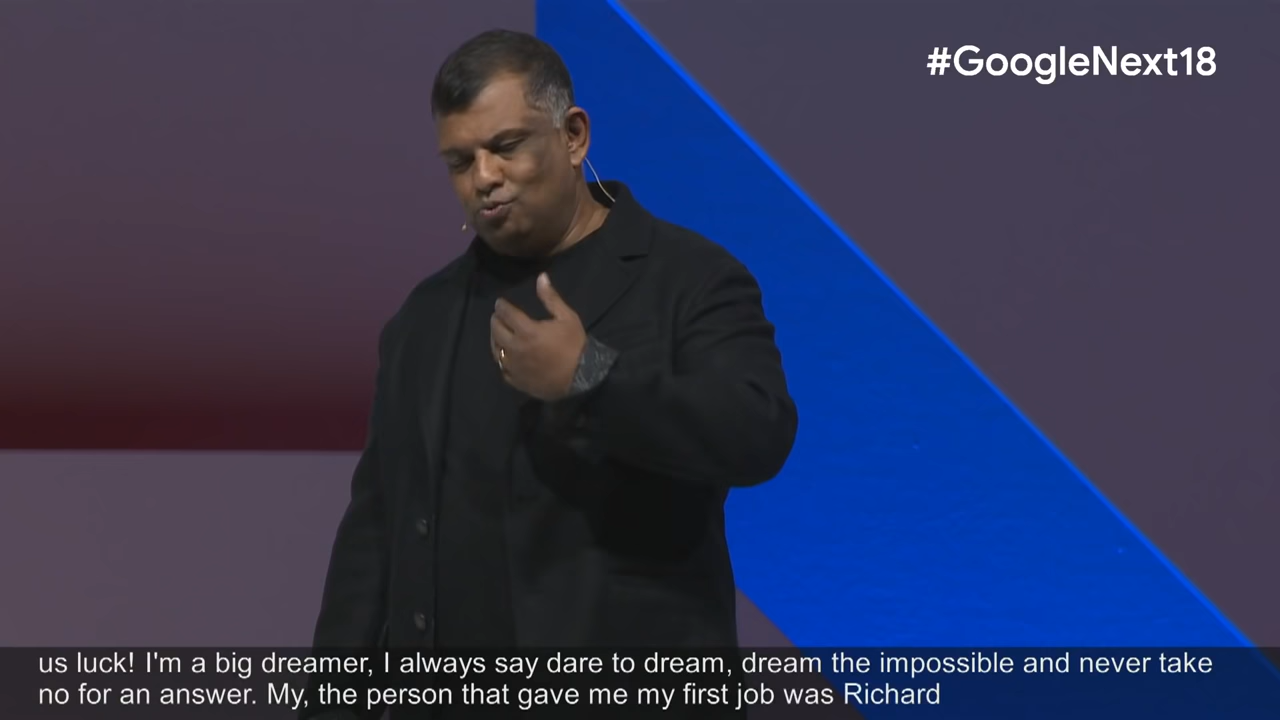 #GoogleNext18
us luck! I'm a big dreamer, I always say dare to dream, dream the impossible and never take
no for an answer. My, the person that gave me my first job was Richard